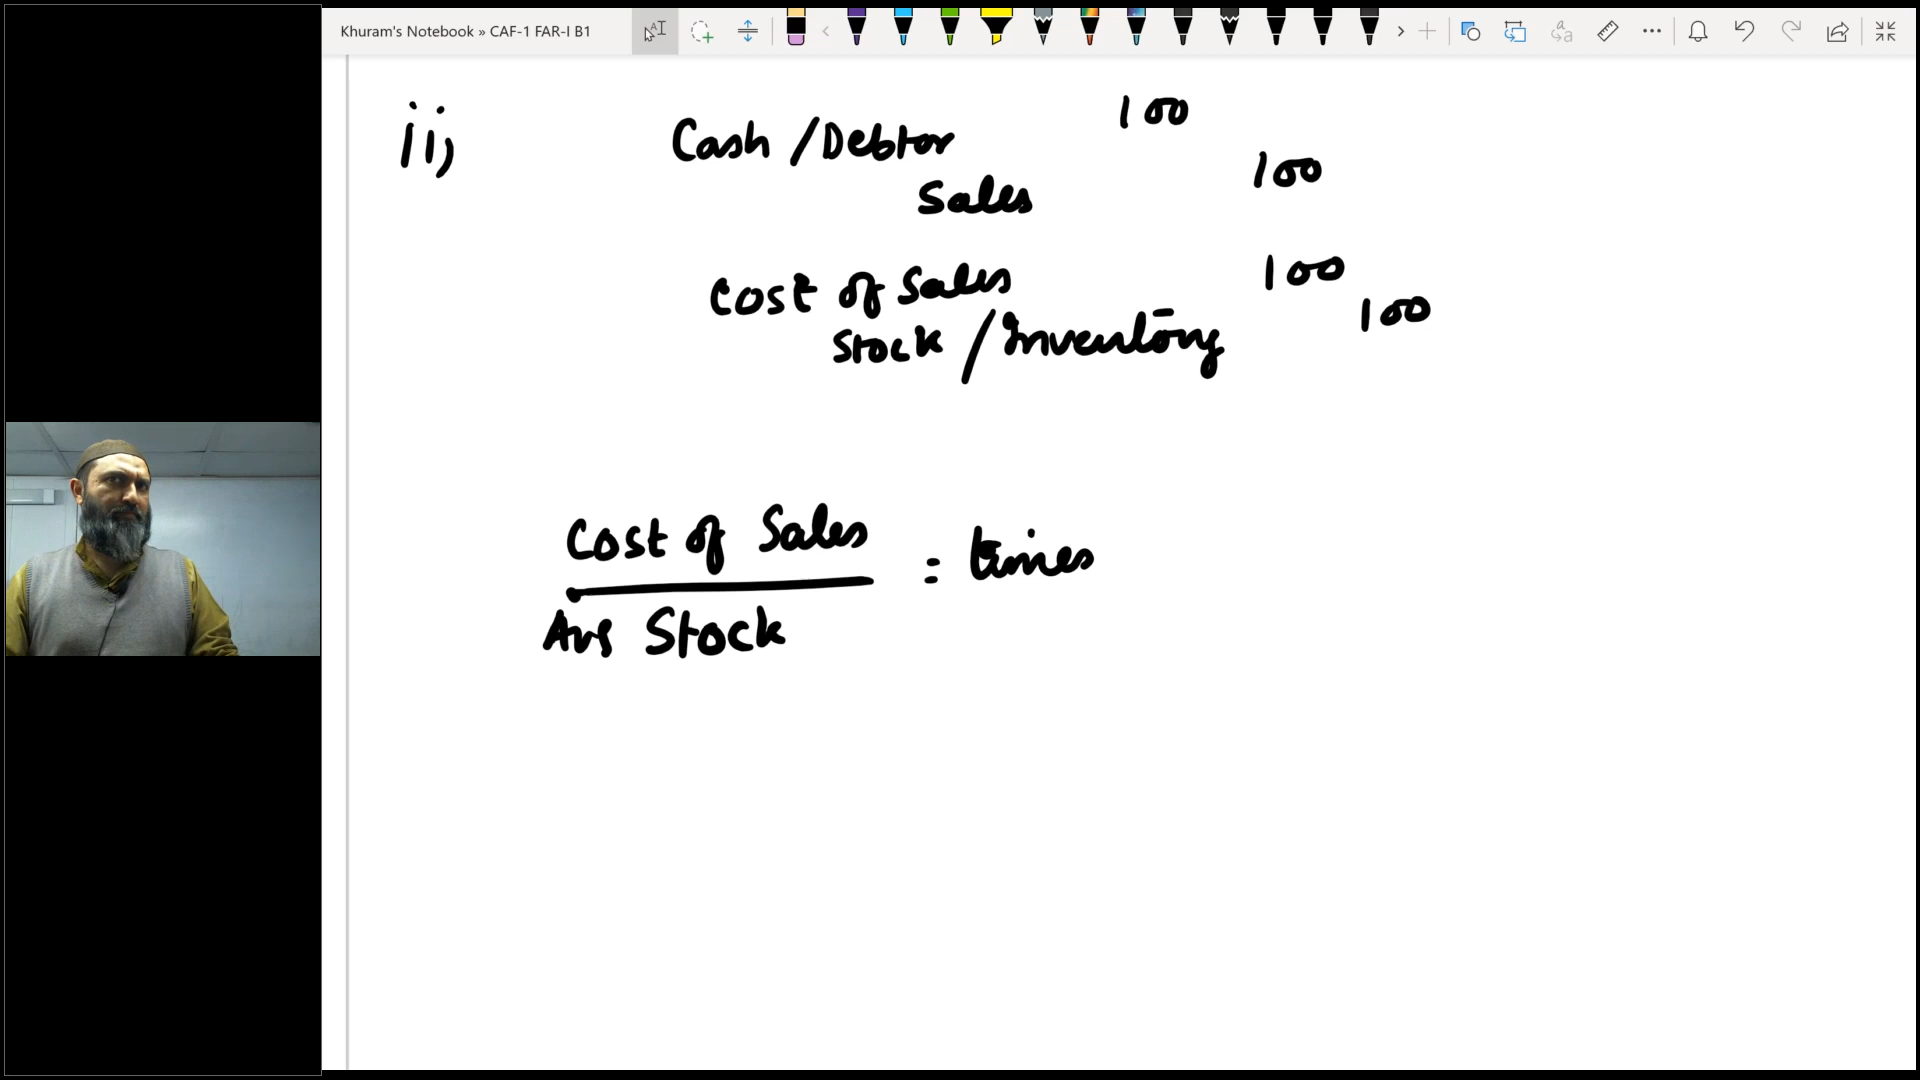 Khuram's Notebook » CAF-1 FAR-I B1
ii, Cash / Debtor 100
Sales 100
Cost of Sales 100
Stock / Inventory 100
Cost of Sales
= times
Avg Stock